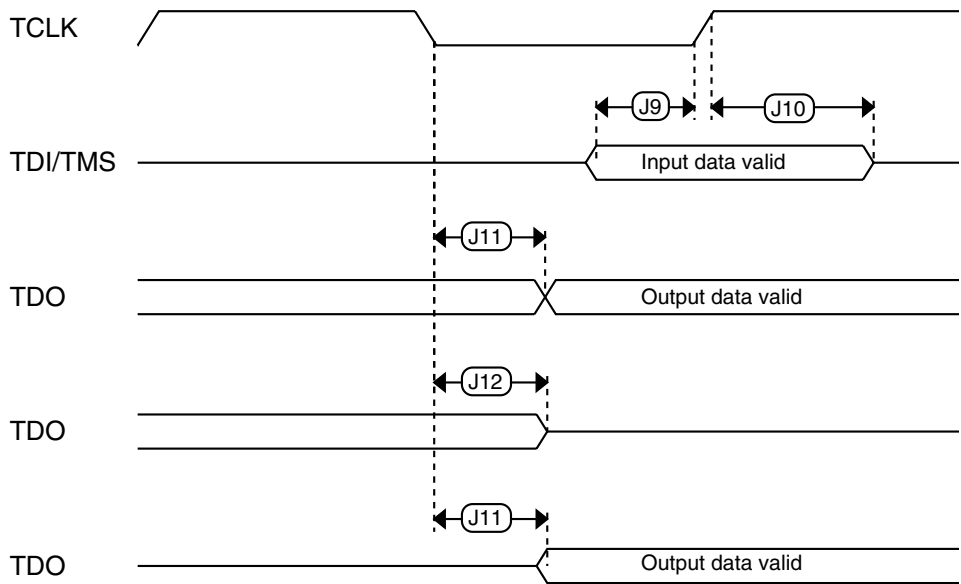 TCLK
J9
J10
TDI/TMS
Input data valid
J11
TDO
Output data valid
J12
TDO
J11
TDO
Output data valid